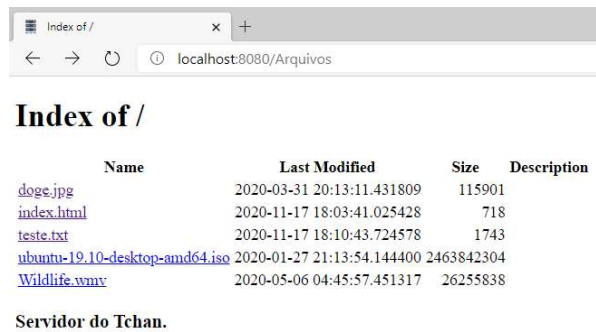 Index of /
localhost:8080/Arquivos
Index of /
Name Last Modified Size Description
doge.jpg 2020-03-31 20:13:11.431809 115901
index.html 2020-11-17 18:03:41.025428 718
teste.txt 2020-11-17 18:10:43.724578 1743
ubuntu-19.10-desktop-amd64.iso 2020-01-27 21:13:54.144400 2463842304
Wildlife.wmv 2020-05-06 04:45:57.451317 26255838
Servidor do Tchan.